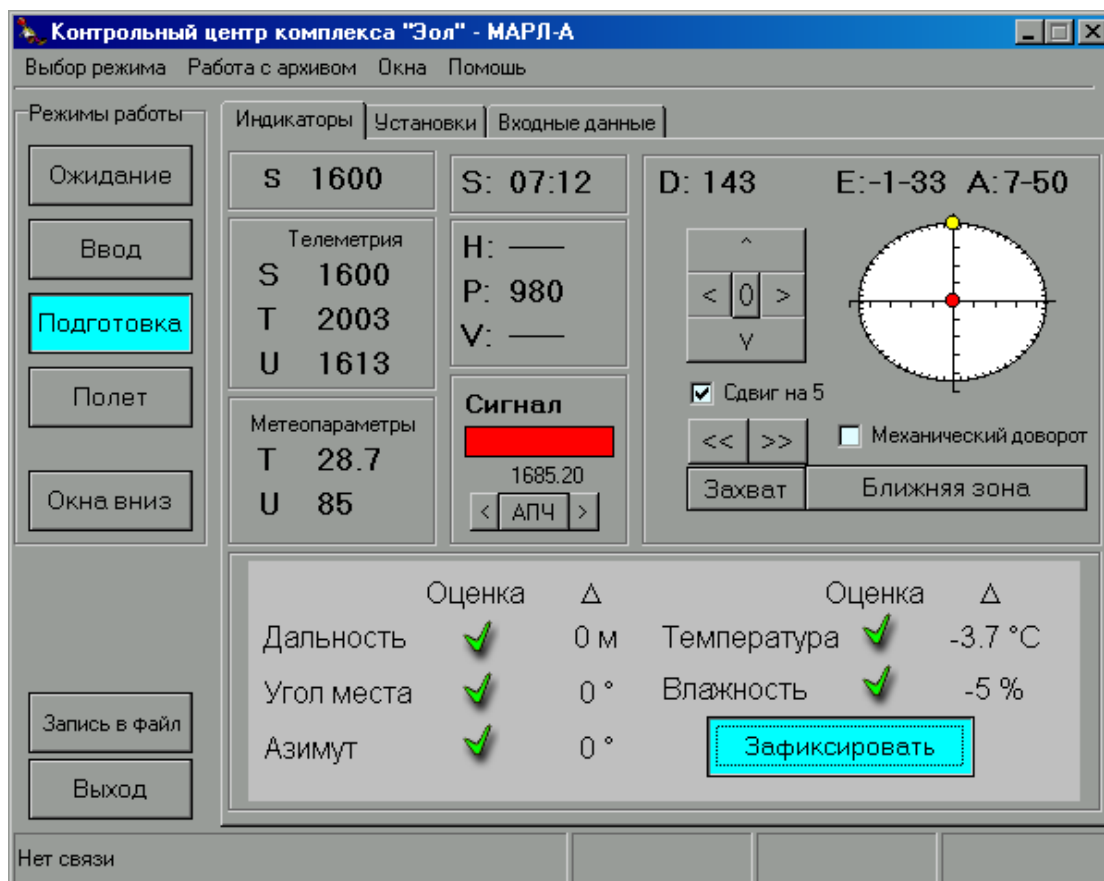 Контрольный центр комплекса "Эол" - МАРЛ-А
Выбор режима Работа с архивом Окна Помошь
Режимы работы
Ожидание
Ввод
Подготовка
Полет
Окна вниз
Запись в файл
Выход
Индикаторы Установки Входные данные
S 1600
Телеметрия
S 1600
T 2003
U 1613
Метеопараметры
T 28.7
U 85
S: 07:12
H: ——
P: 980
V: ——
Сигнал
1685.20
< АПЧ >
D: 143 E:-1-33 A:7-50
^
< 0 >
v
Сдвиг на 5
<< >> Механический доворот
Захват Ближняя зона
Оценка Δ Оценка Δ
Дальность 0 м Температура -3.7 °C
Угол места 0 ° Влажность -5 %
Азимут 0 ° Зафиксировать
Нет связи